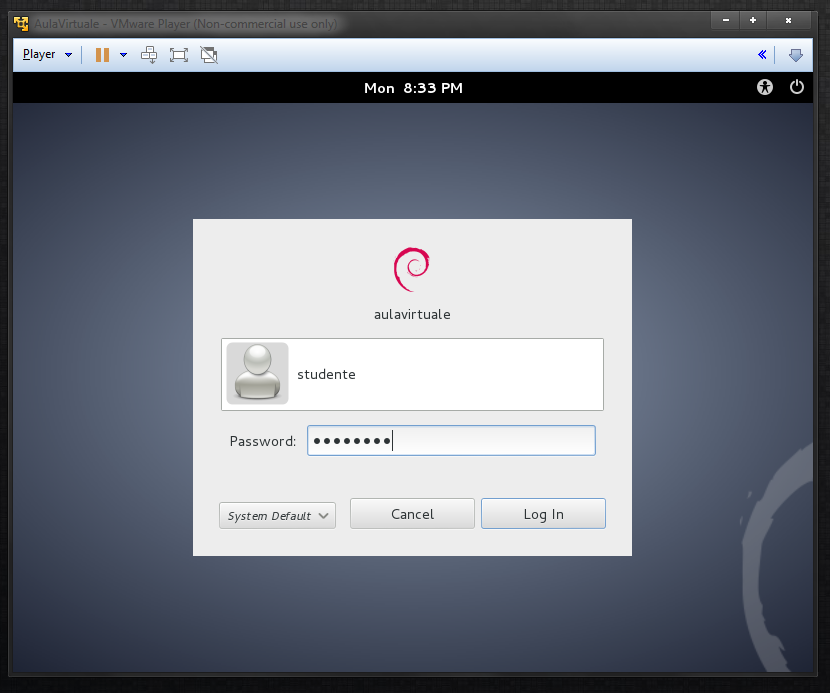 AulaVirtuale - VMware Player (Non-commercial use only)
Player
Mon 8:33 PM
aulavirtuale
studente
Password:
System Default
Cancel
Log In